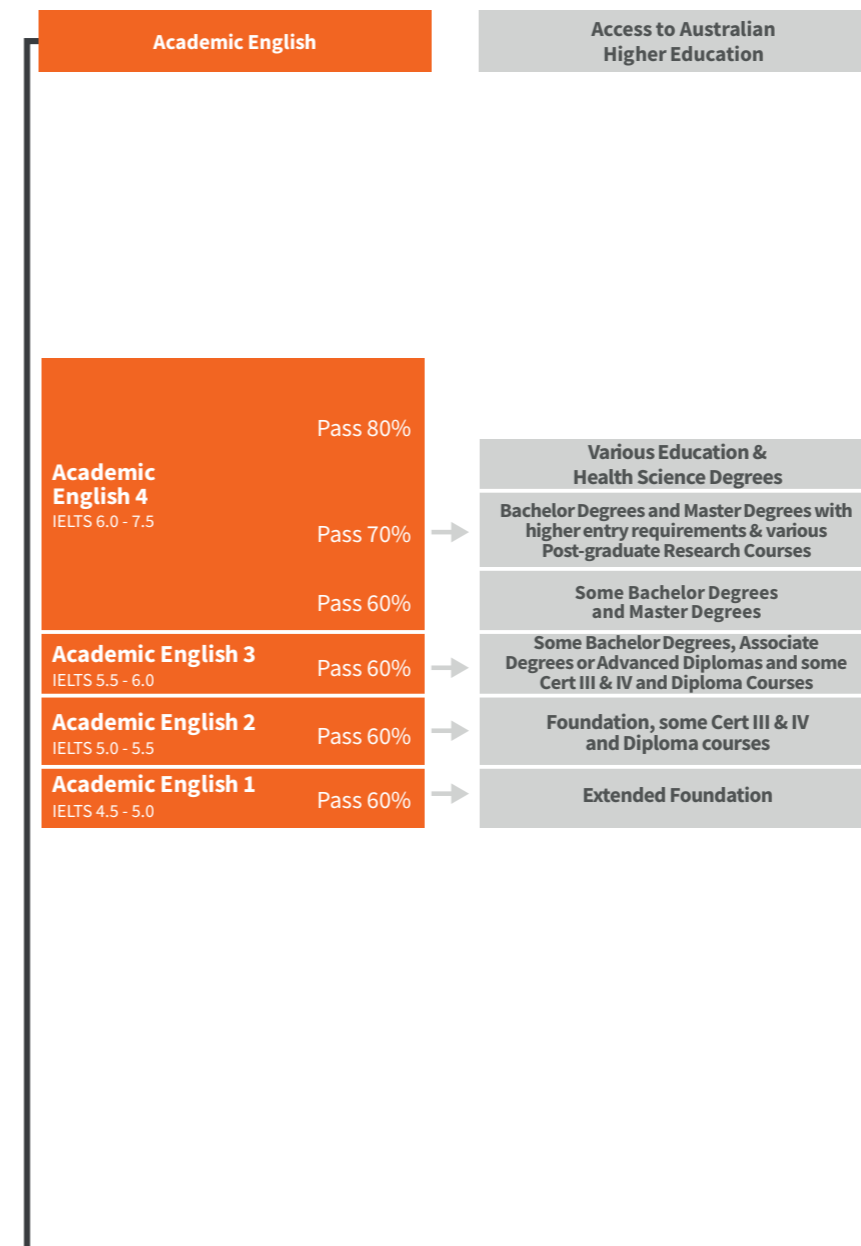 Academic English
Access to Australian
Higher Education
Pass 80%
Academic
English 4
IELTS 6.0 - 7.5
Pass 70%
Pass 60%
Various Education &
Health Science Degrees
Bachelor Degrees and Master Degrees with
higher entry requirements & various
Post-graduate Research Courses
Some Bachelor Degrees
and Master Degrees
Academic English 3
IELTS 5.5 - 6.0
Pass 60%
Some Bachelor Degrees, Associate
Degrees or Advanced Diplomas and some
Cert III & IV and Diploma Courses
Academic English 2
IELTS 5.0 - 5.5
Pass 60%
Foundation, some Cert III & IV
and Diploma courses
Academic English 1
IELTS 4.5 - 5.0
Pass 60%
Extended Foundation